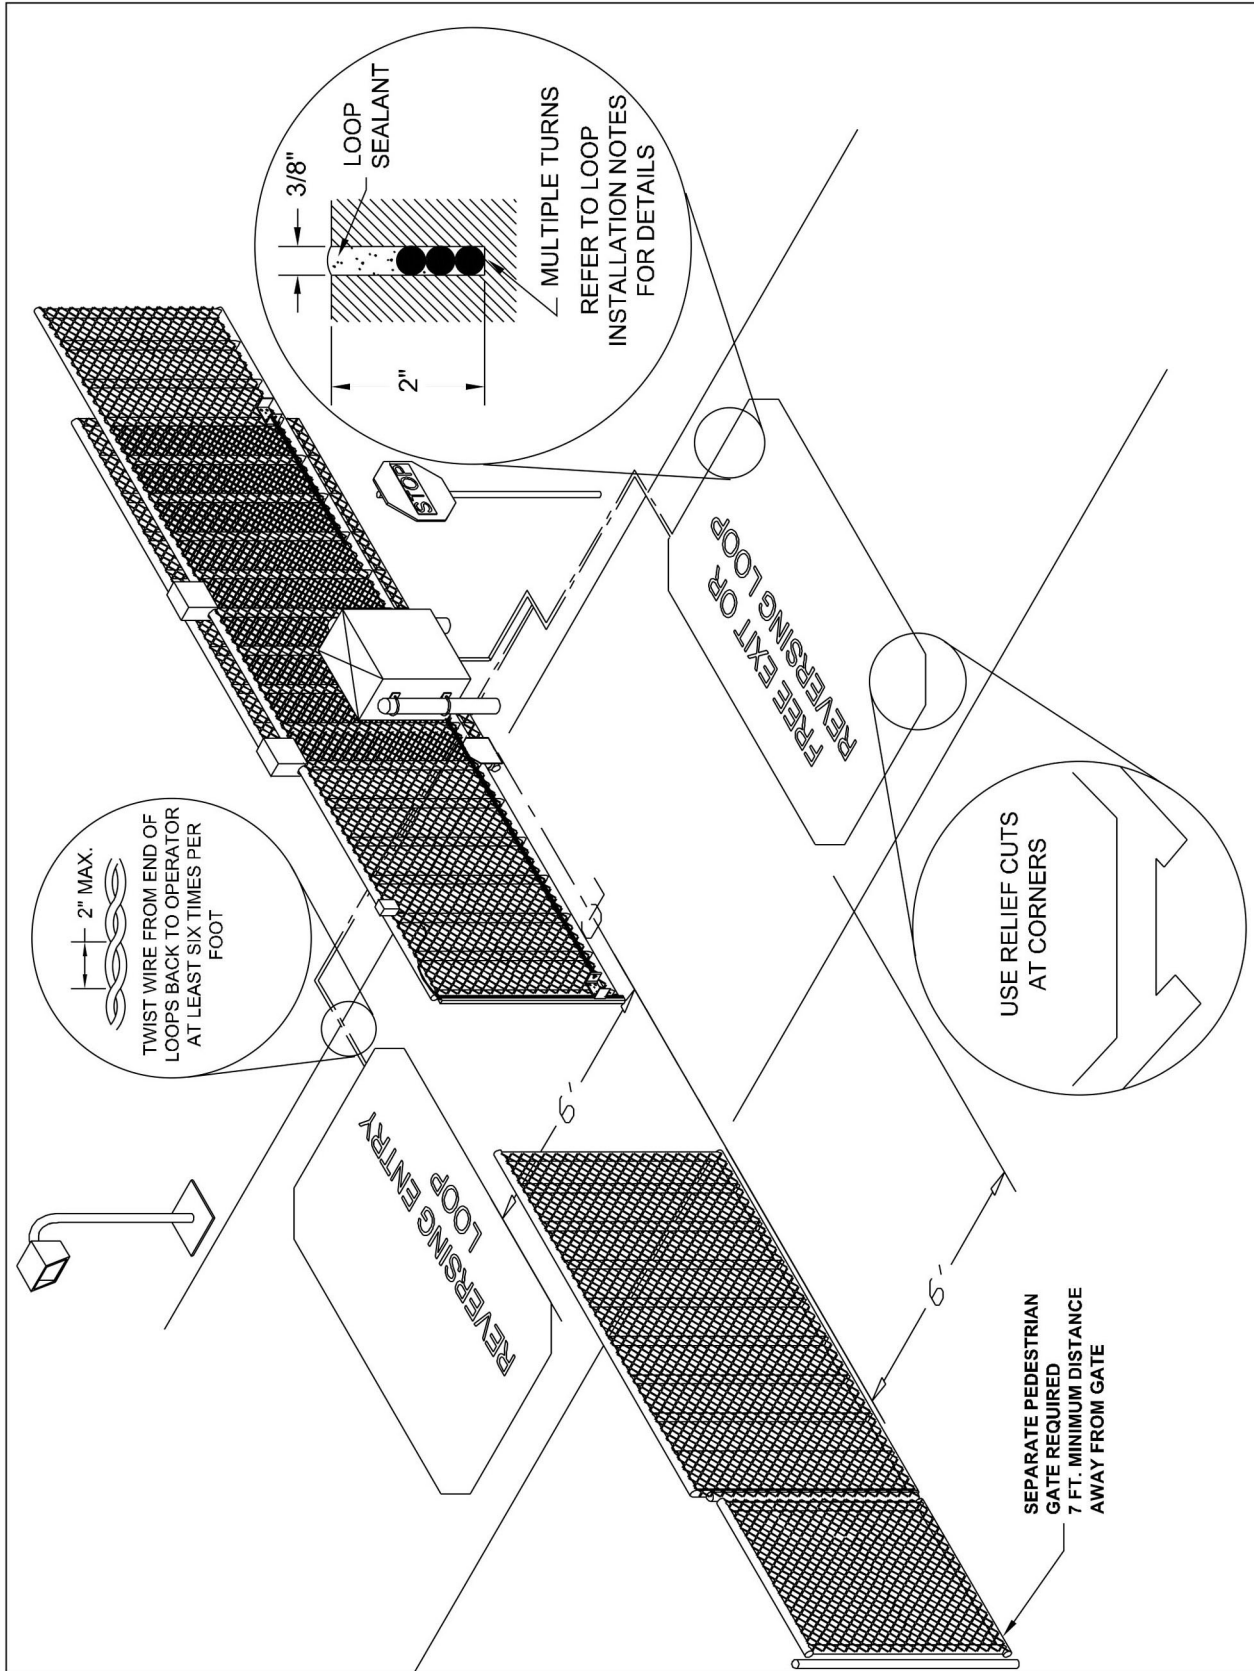 2" MAX.
TWIST WIRE FROM END OF
LOOPS BACK TO OPERATOR
AT LEAST SIX TIMES PER
FOOT
3/8"
LOOP
SEALANT
2"
MULTIPLE TURNS
REFER TO LOOP
INSTALLATION NOTES
FOR DETAILS
STOP
REVERSING ENTRY
LOOP
6'
FREE EXIT OR
REVERSING LOOP
6'
USE RELIEF CUTS
AT CORNERS
SEPARATE PEDESTRIAN
GATE REQUIRED
7 FT. MINIMUM DISTANCE
AWAY FROM GATE